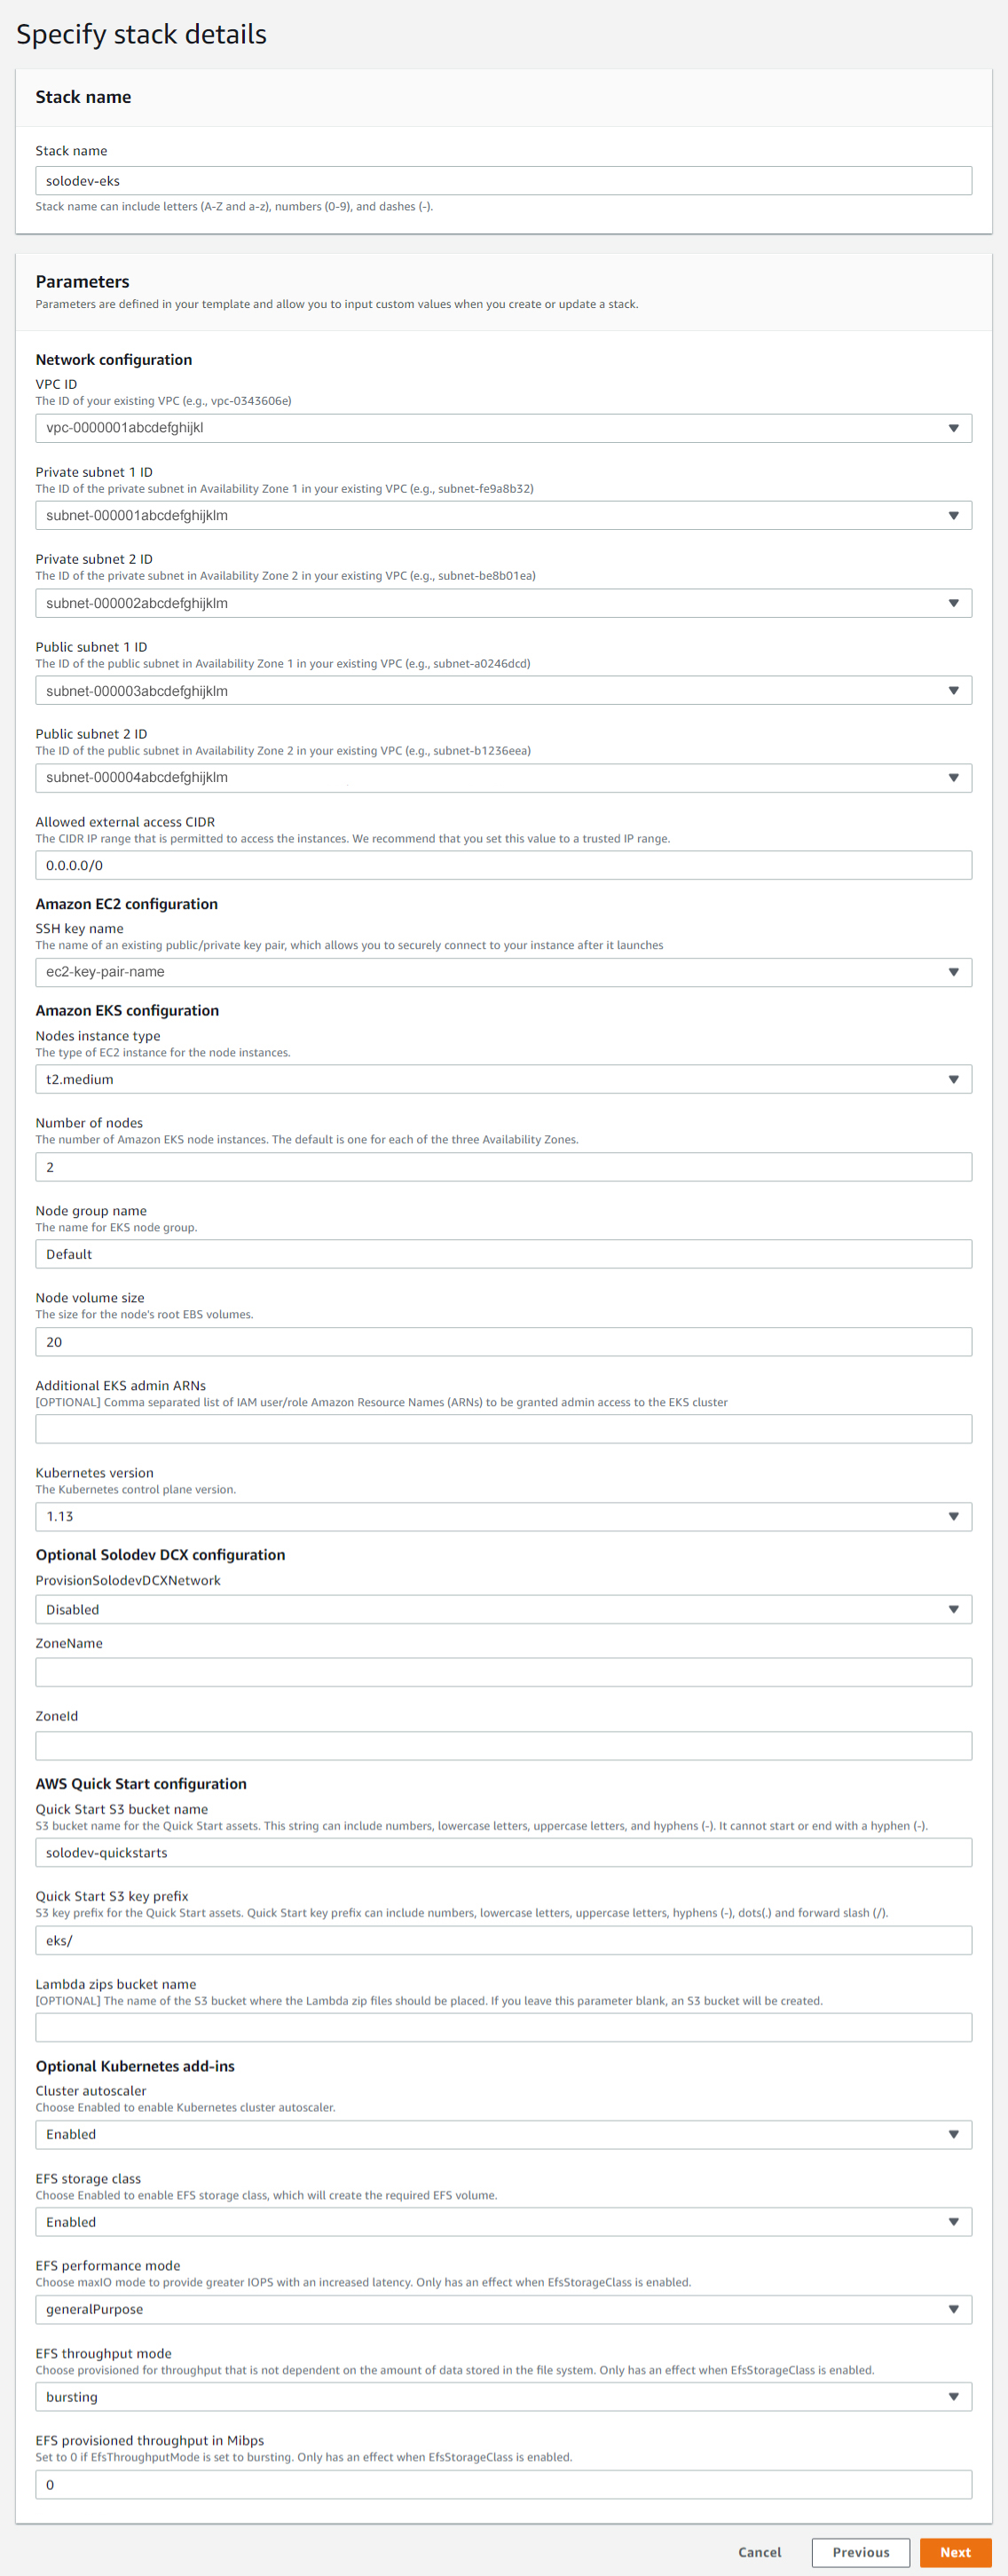 Specify stack details
Stack name
Stack name
solodev-eks
Stack name can include letters (A-Z and a-z), numbers (0-9), and dashes (-).
Parameters
Parameters are defined in your template and allow you to input custom values when you create or update a stack.
Network configuration
VPC ID
The ID of your existing VPC (e.g., vpc-0343606e)
vpc-0000001abcdefghijkl
Private subnet 1 ID
The ID of the private subnet in Availability Zone 1 in your existing VPC (e.g., subnet-fe9a8b32)
subnet-000001abcdefghijklm
Private subnet 2 ID
The ID of the private subnet in Availability Zone 2 in your existing VPC (e.g., subnet-be8b01ea)
subnet-000002abcdefghijklm
Public subnet 1 ID
The ID of the public subnet in Availability Zone 1 in your existing VPC (e.g., subnet-a0246dcd)
subnet-000003abcdefghijklm
Public subnet 2 ID
The ID of the public subnet in Availability Zone 2 in your existing VPC (e.g., subnet-b1236eea)
subnet-000004abcdefghijklm
Allowed external access CIDR
The CIDR IP range that is permitted to access the instances. We recommend that you set this value to a trusted IP range.
0.0.0.0/0
Amazon EC2 configuration
SSH key name
The name of an existing public/private key pair, which allows you to securely connect to your instance after it launches
ec2-key-pair-name
Amazon EKS configuration
Nodes instance type
The type of EC2 instance for the node instances.
t2.medium
Number of nodes
The number of Amazon EKS node instances. The default is one for each of the three Availability Zones.
2
Node group name
The name for EKS node group.
Default
Node volume size
The size for the node's root EBS volumes.
20
Additional EKS admin ARNs
[OPTIONAL] Comma separated list of IAM user/role Amazon Resource Names (ARNs) to be granted admin access to the EKS cluster
Kubernetes version
The Kubernetes control plane version.
1.13
Optional Solodev DCX configuration
ProvisionSolodevDCXNetwork
Disabled
ZoneName
ZoneId
AWS Quick Start configuration
Quick Start S3 bucket name
S3 bucket name for the Quick Start assets. This string can include numbers, lowercase letters, uppercase letters, and hyphens (-). It cannot start or end with a hyphen (-).
solodev-quickstarts
Quick Start S3 key prefix
S3 key prefix for the Quick Start assets. Quick Start key prefix can include numbers, lowercase letters, uppercase letters, hyphens (-), dots(.) and forward slash (/).
eks/
Lambda zips bucket name
[OPTIONAL] The name of the S3 bucket where the Lambda zip files should be placed. If you leave this parameter blank, an S3 bucket will be created.
Optional Kubernetes add-ins
Cluster autoscaler
Choose Enabled to enable Kubernetes cluster autoscaler.
Enabled
EFS storage class
Choose Enabled to enable EFS storage class, which will create the required EFS volume.
Enabled
EFS performance mode
Choose maxIO mode to provide greater IOPS with an increased latency. Only has an effect when EfsStorageClass is enabled.
generalPurpose
EFS throughput mode
Choose provisioned for throughput that is not dependent on the amount of data stored in the file system. Only has an effect when EfsStorageClass is enabled.
bursting
EFS provisioned throughput in Mibps
Set to 0 if EfsThroughputMode is set to bursting. Only has an effect when EfsStorageClass is enabled.
0
Cancel Previous Next